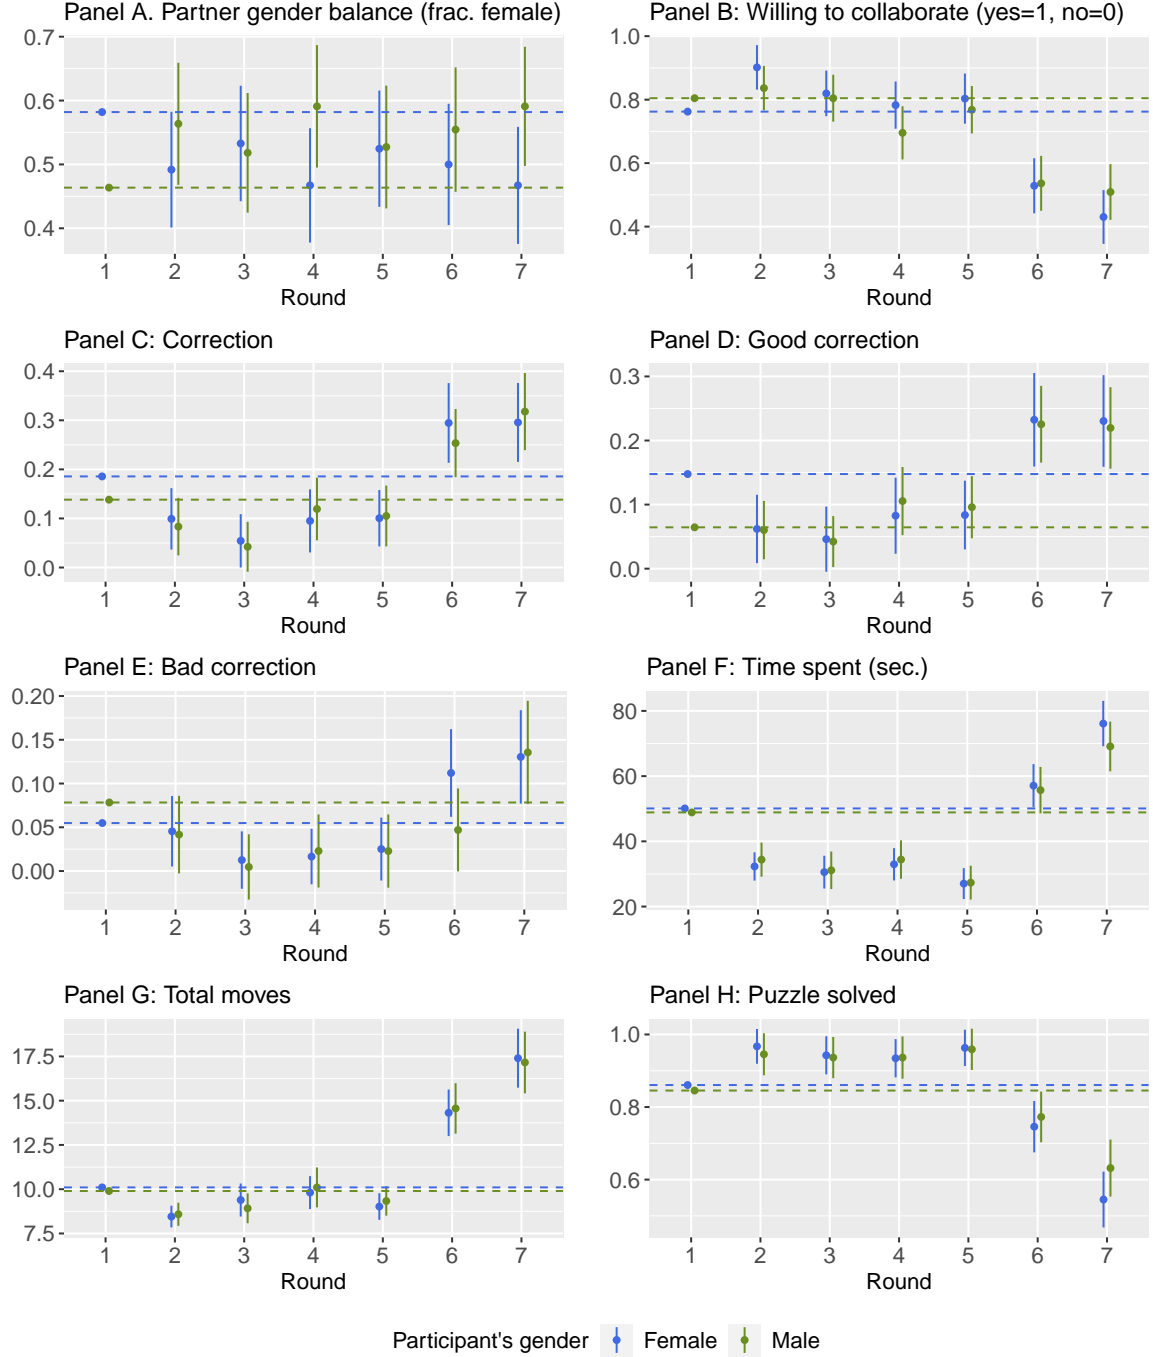 Panel A. Partner gender balance (frac. female)
0.7
0.6
0.5
0.4
1 2 3 4 5 6 7
Round
Panel B: Willing to collaborate (yes=1, no=0)
1.0
0.8
0.6
0.4
1 2 3 4 5 6 7
Round
Panel C: Correction
0.4
0.3
0.2
0.1
0.0
1 2 3 4 5 6 7
Round
Panel D: Good correction
0.3
0.2
0.1
0.0
1 2 3 4 5 6 7
Round
Panel E: Bad correction
0.20
0.15
0.10
0.05
0.00
1 2 3 4 5 6 7
Round
Panel F: Time spent (sec.)
80
60
40
20
1 2 3 4 5 6 7
Round
Panel G: Total moves
17.5
15.0
12.5
10.0
7.5
1 2 3 4 5 6 7
Round
Panel H: Puzzle solved
1.0
0.8
0.6
1 2 3 4 5 6 7
Round
Participant's gender Female Male